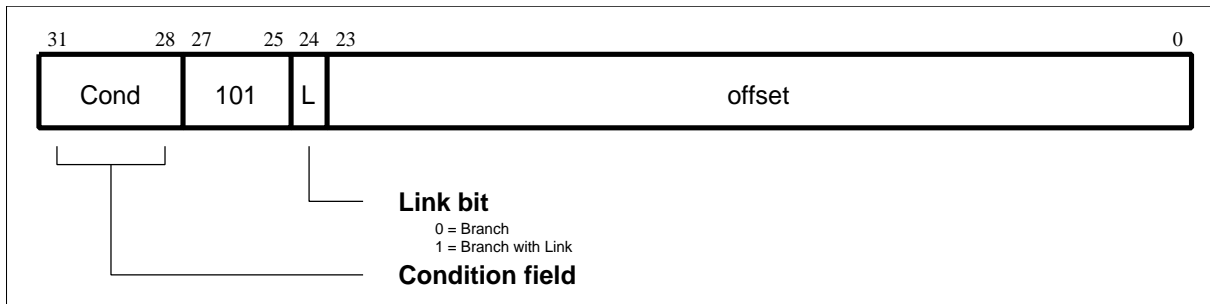 31 28 27 25 24 23 0
Cond 101 L offset
Link bit
0 = Branch
1 = Branch with Link
Condition field